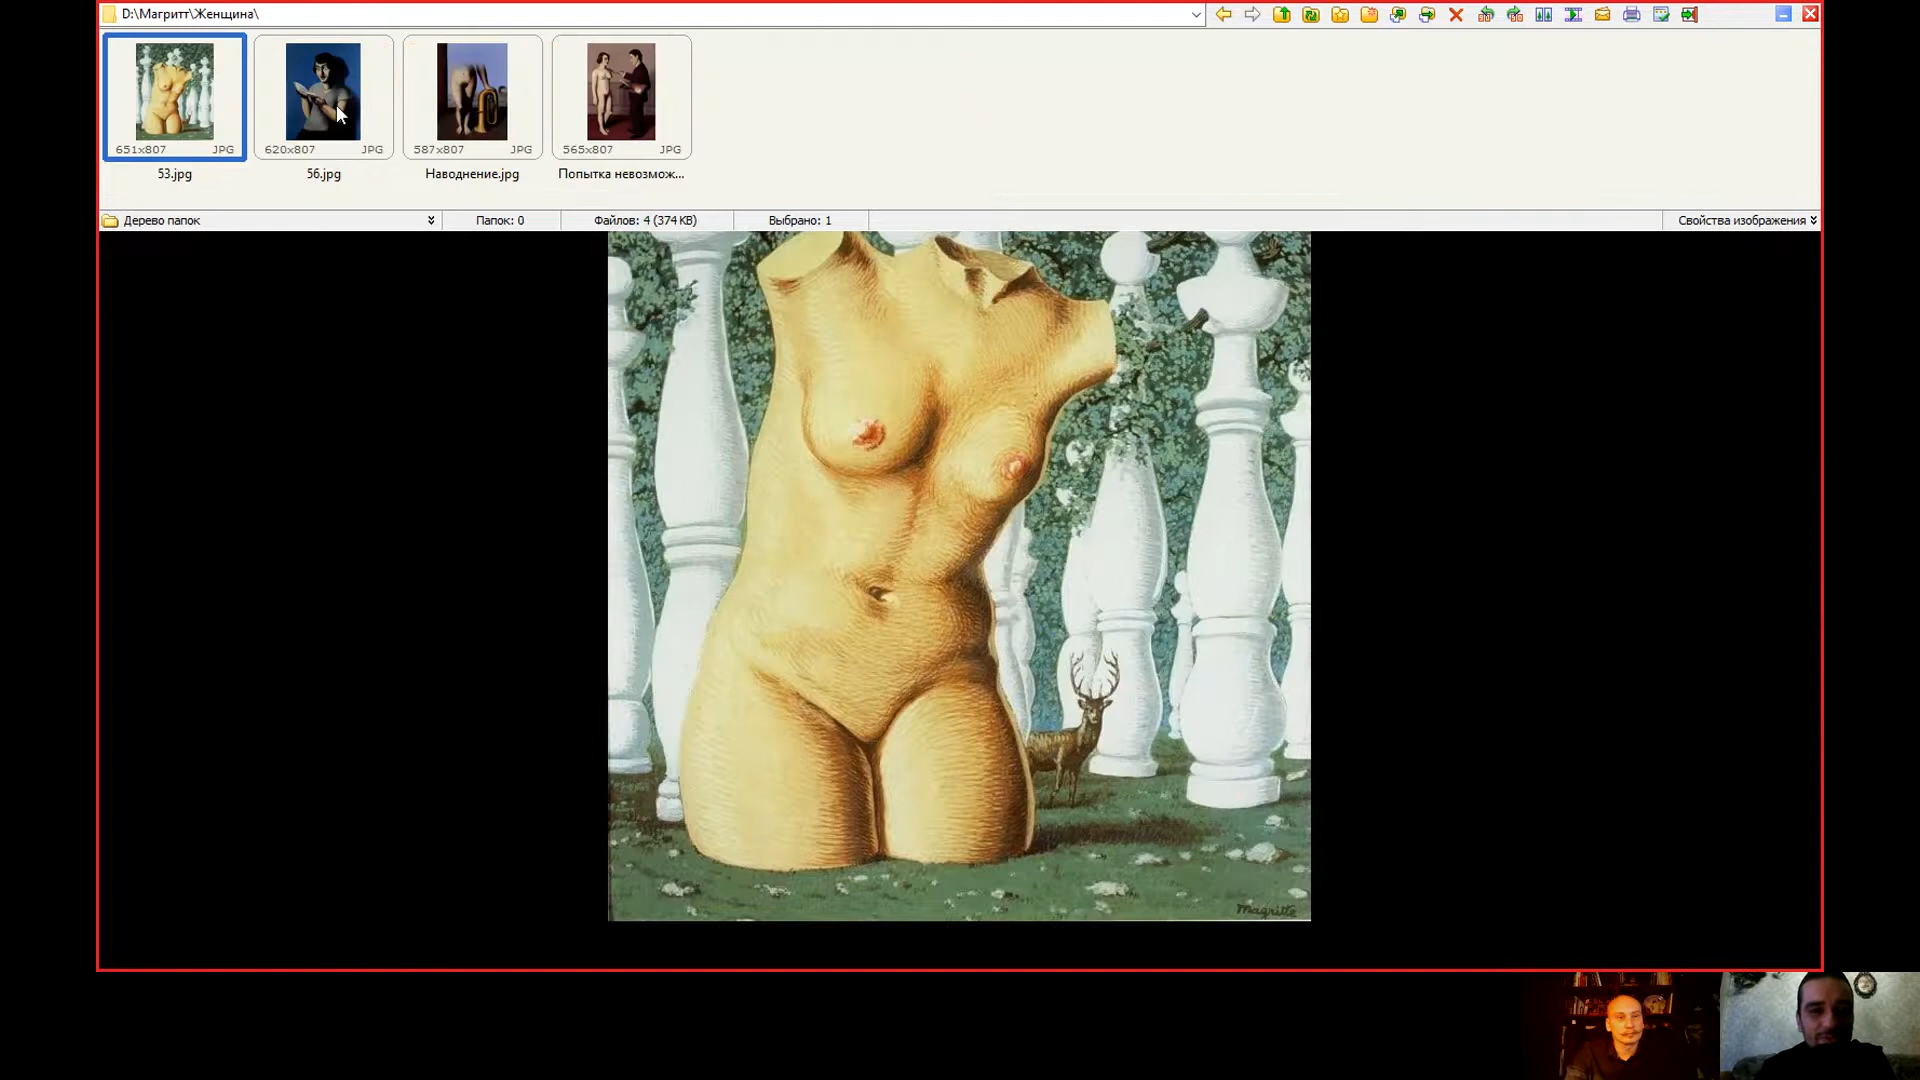 D:\Магритт\Женщина\
651x807 JPG
620x807 JPG
587x807 JPG
565x807 JPG
53.jpg
56.jpg
Наводнение.jpg
Попытка невозмож...
Дерево папок
Папок: 0
Файлов: 4 (374 KB)
Выбрано: 1
Свойства изображения
Magritte